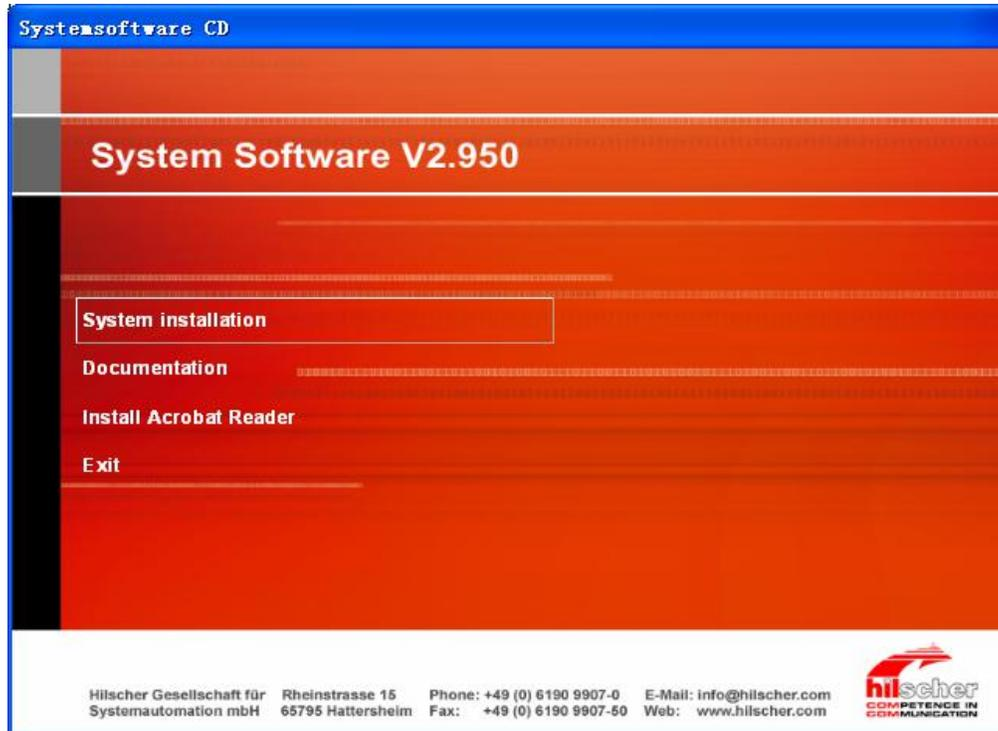 Systemsoftware CD
System Software V2.950
System installation
Documentation
Install Acrobat Reader
Exit
Hilscher Gesellschaft für Systemautomation mbH
Rheinstrasse 15
65795 Hattersheim
Phone: +49 (0) 6190 9907-0
Fax: +49 (0) 6190 9907-50
E-Mail: info@hilscher.com
Web: www.hilscher.com
hilscher
COMPETENCE IN
COMMUNICATION